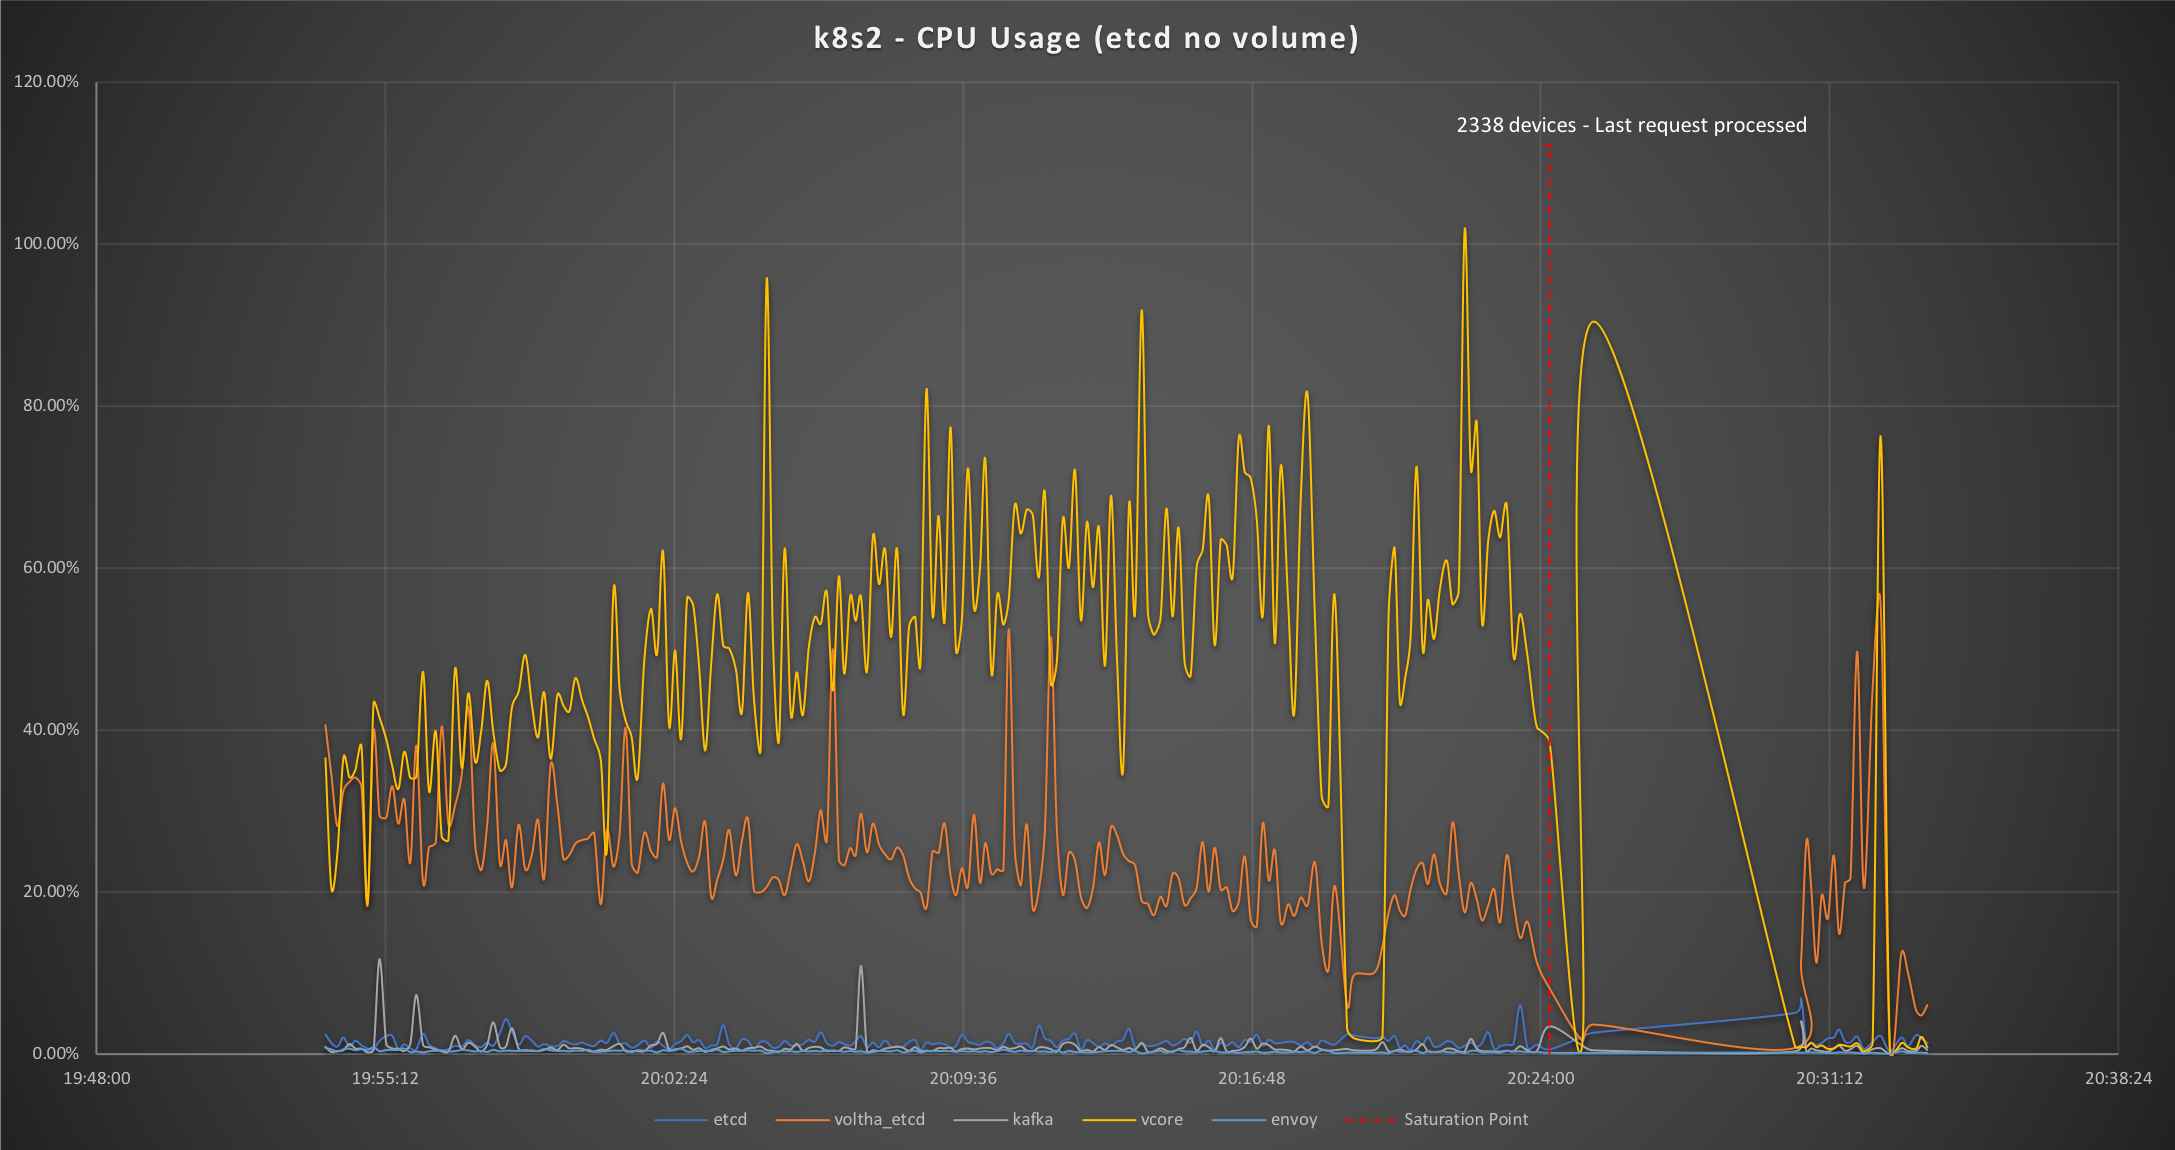 k8s2 - CPU Usage (etcd no volume)
120.00%
2338 devices - Last request processed
100.00%
80.00%
60.00%
40.00%
20.00%
0.00%
19:48:00 19:55:12 20:02:24 20:09:36 20:16:48 20:24:00 20:31:12 20:38:24
etcd voltha_etcd kafka vcore envoy Saturation Point